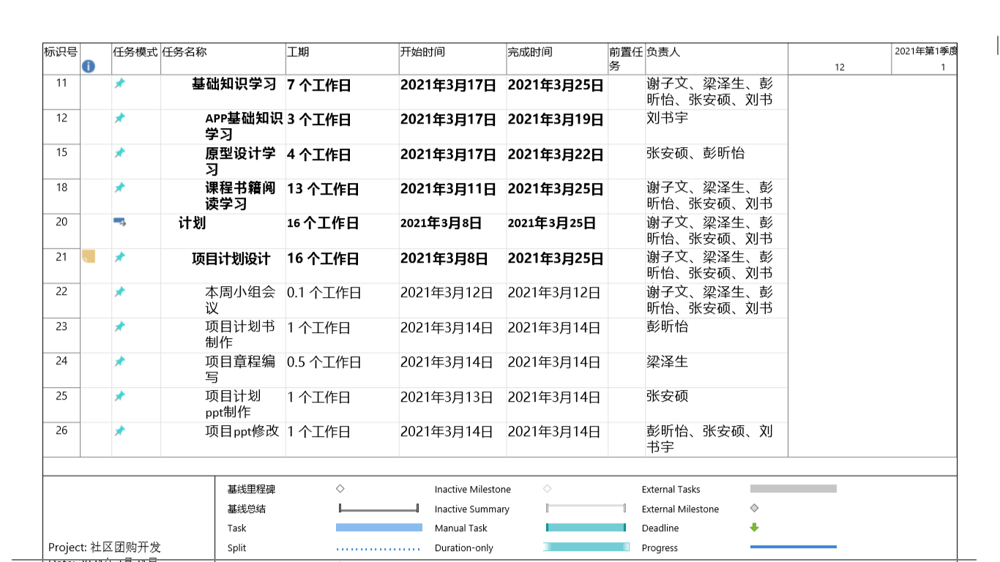 标识号 任务模式 任务名称 工期 开始时间 完成时间 前置任务 负责人 2021年第1季度
12 1
11 基础知识学习 7 个工作日 2021年3月17日 2021年3月25日 谢子文、梁泽生、彭
昕怡、张安硕、刘书
12 APP基础知识 3 个工作日 2021年3月17日 2021年3月19日 刘书宇
学习
15 原型设计学 4 个工作日 2021年3月17日 2021年3月22日 张安硕、彭昕怡
习
18 课程书籍阅 13 个工作日 2021年3月11日 2021年3月25日 谢子文、梁泽生、彭
读学习 昕怡、张安硕、刘书
20 计划 16 个工作日 2021年3月8日 2021年3月25日 谢子文、梁泽生、彭
昕怡、张安硕、刘书
21 项目计划设计 16 个工作日 2021年3月8日 2021年3月25日 谢子文、梁泽生、彭
昕怡、张安硕、刘书
22 本周小组会 0.1 个工作日 2021年3月12日 2021年3月12日 谢子文、梁泽生、彭
议 昕怡、张安硕、刘书
23 项目计划书 1 个工作日 2021年3月14日 2021年3月14日 彭昕怡
制作
24 项目章程编 0.5 个工作日 2021年3月14日 2021年3月14日 梁泽生
写
25 项目计划 1 个工作日 2021年3月13日 2021年3月14日 张安硕
ppt制作
26 项目ppt修改 1 个工作日 2021年3月14日 2021年3月14日 彭昕怡、张安硕、刘
书宇
基线里程碑 Inactive Milestone External Tasks
基线总结 Inactive Summary External Milestone
Task Manual Task Deadline
Split Duration-only Progress
Project: 社区团购开发